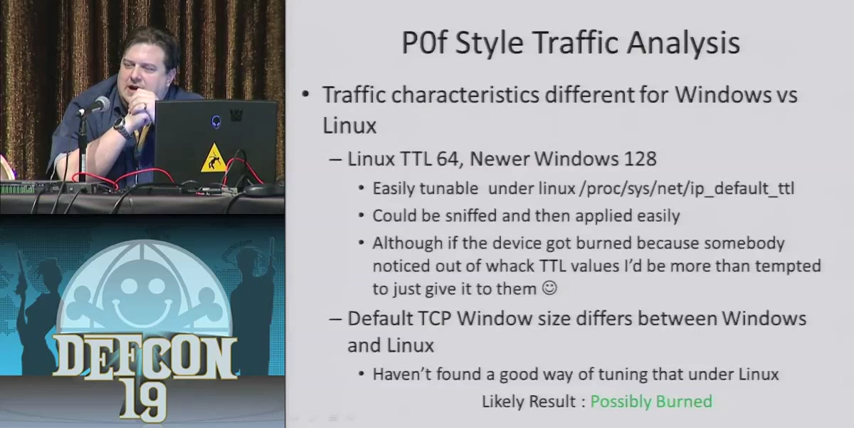 P0f Style Traffic Analysis
• Traffic characteristics different for Windows vs
Linux
– Linux TTL 64, Newer Windows 128
• Easily tunable under linux /proc/sys/net/ip_default_ttl
• Could be sniffed and then applied easily
• Although if the device got burned because somebody
noticed out of whack TTL values I'd be more than tempted
to just give it to them ☺
– Default TCP Window size differs between Windows
and Linux
• Haven't found a good way of tuning that under Linux
Likely Result : Possibly Burned
DEFCON
19